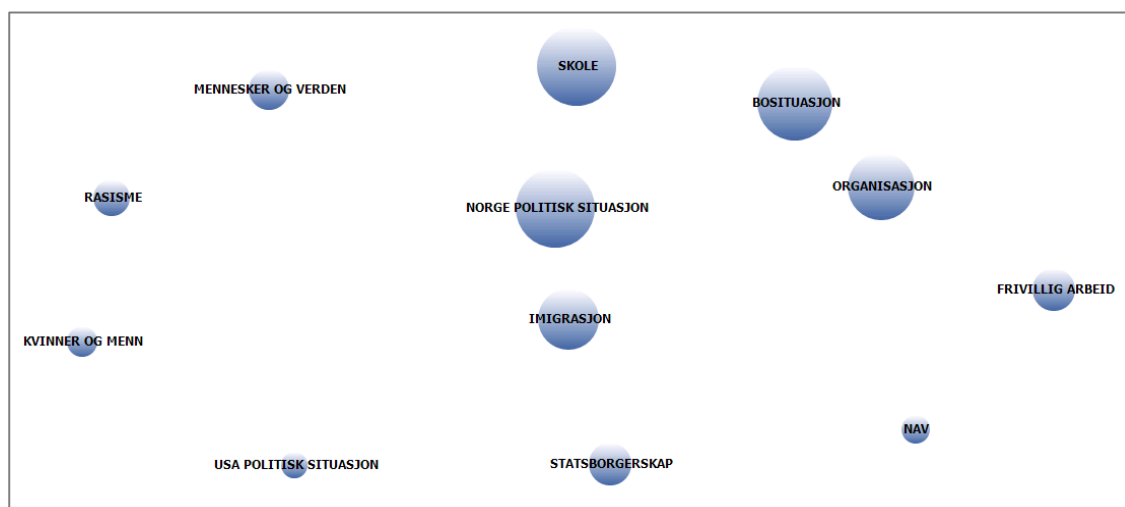 SKOLE
MENNESKER OG VERDEN
BOSITUASJON
ORGANISASJON
RASISME
NORGE POLITISK SITUASJON
FRIVILLIG ARBEID
IMIGRASJON
KVINNER OG MENN
NAV
USA POLITISK SITUASJON
STATSBORGERSKAP